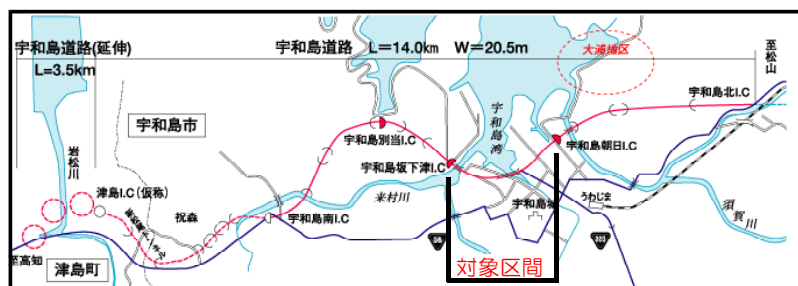 宇和島道路(延伸)
L=3.5km
宇和島道路 L=14.0km W=20.5m
大浦地区
至松山
宇和島北I.C
宇和島市
宇和島別当I.C
宇和島湾
宇和島朝日I.C
岩松川
宇和島坂下津I.C
津島I.C(仮称)
祝森
来村川
宇和島南I.C
宇和島城
うわじま
須賀川
至高知
津島町
56
320
対象区間